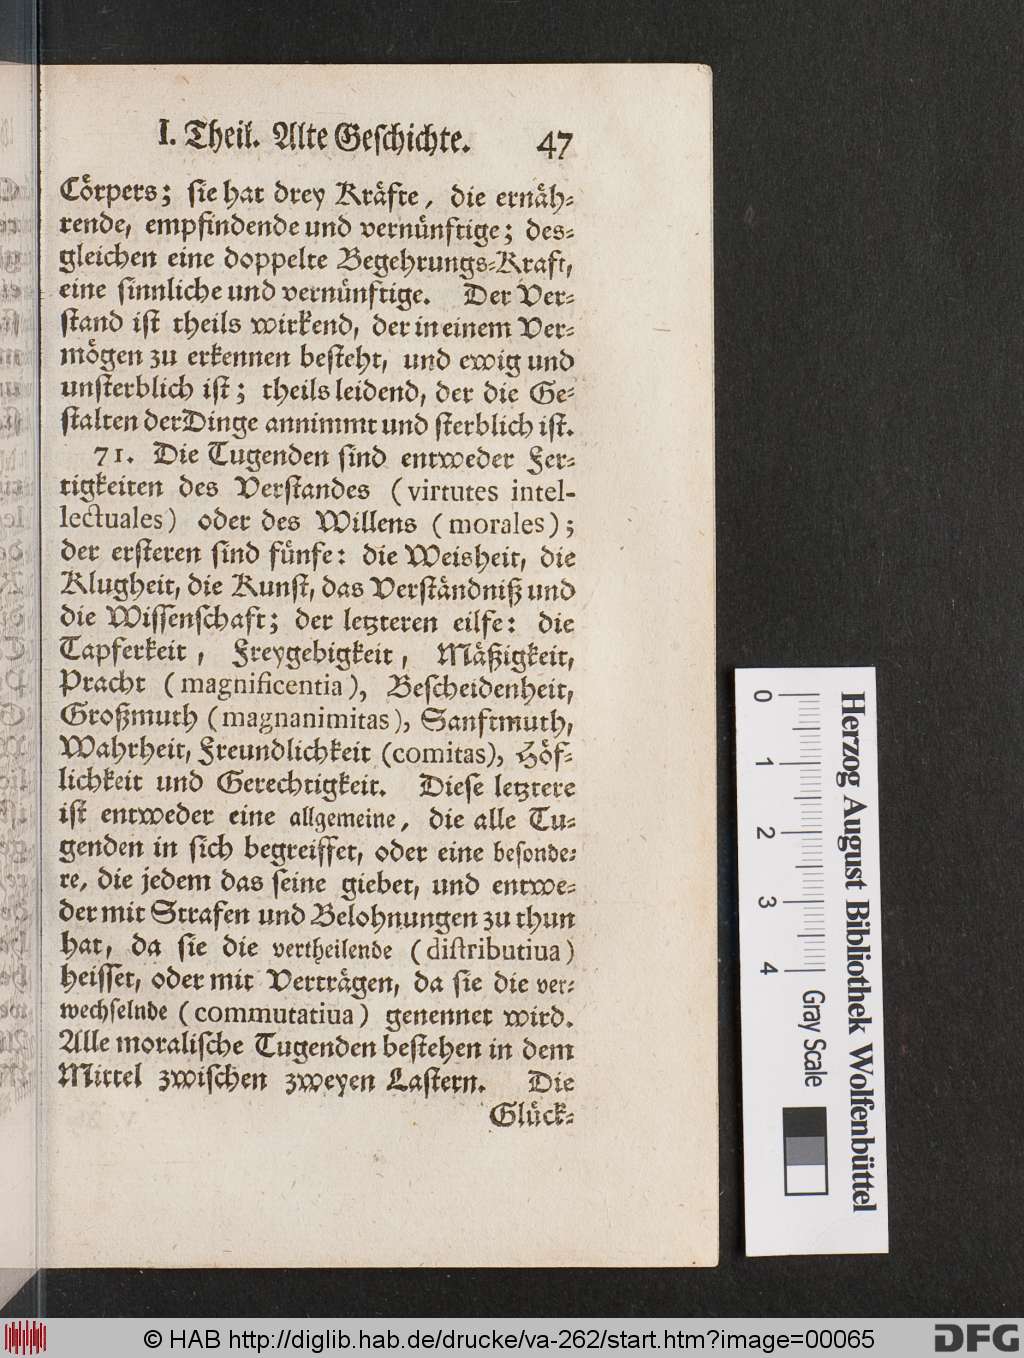 I. Theil. Alte Geschichte. 47
Cörpers; sie hat drey Kräfte, die ernäh-
rende, empfindende und vernünftige; des-
gleichen eine doppelte Begehrungs-Kraft,
eine sinnliche und vernünftige. Der Ver-
stand ist theils wirkend, der in einem Ver-
mögen zu erkennen besteht, und ewig und
unsterblich ist; theils leidend, der die Ge-
stalten der Dinge annimmt und sterblich ist.
71. Die Tugenden sind entweder Fer-
tigkeiten des Verstandes (virtutes intel-
lectuales) oder des Willens (morales);
der ersteren sind fünfe: die Weisheit, die
Klugheit, die Kunst, das Verständniß und
die Wissenschaft; der letzteren eilfe: die
Tapferkeit, Freygebigkeit, Mäßigkeit,
Pracht (magnificentia), Bescheidenheit,
Großmuth (magnanimitas), Sanftmuth,
Wahrheit, Freundlichkeit (comitas), Höf-
lichkeit und Gerechtigkeit. Diese letztere
ist entweder eine allgemeine, die alle Tu-
genden in sich begreiffet, oder eine besonde-
re, die jedem das seine giebet, und entwe-
der mit Strafen und Belohnungen zu thun
hat, da sie die vertheilende (distributiua)
heisset, oder mit Verträgen, da sie die ver-
wechselnde (commutatiua) genennet wird.
Alle moralische Tugenden bestehen in dem
Mittel zwischen zweyen Lastern. Die
Glück-
0 1 2 3 4
Gray Scale
Herzog August Bibliothek Wolfenbüttel
© HAB http://diglib.hab.de/drucke/va-262/start.htm?image=00065
DFG